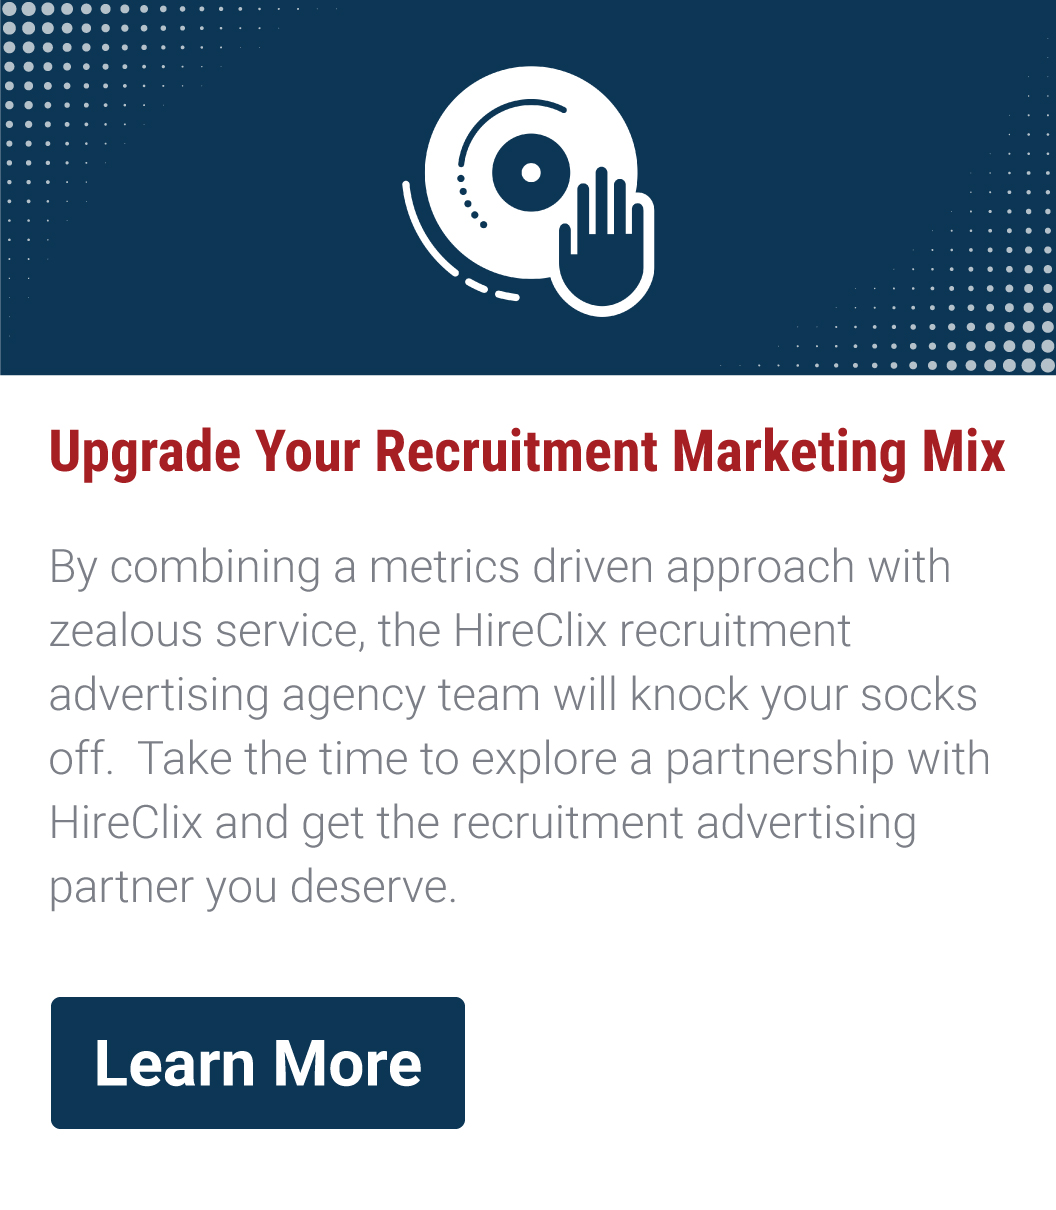 Upgrade Your Recruitment Marketing Mix
By combining a metrics driven approach with
zealous service, the HireClix recruitment
advertising agency team will knock your socks
off.  Take the time to explore a partnership with
HireClix and get the recruitment advertising
partner you deserve.
Learn More